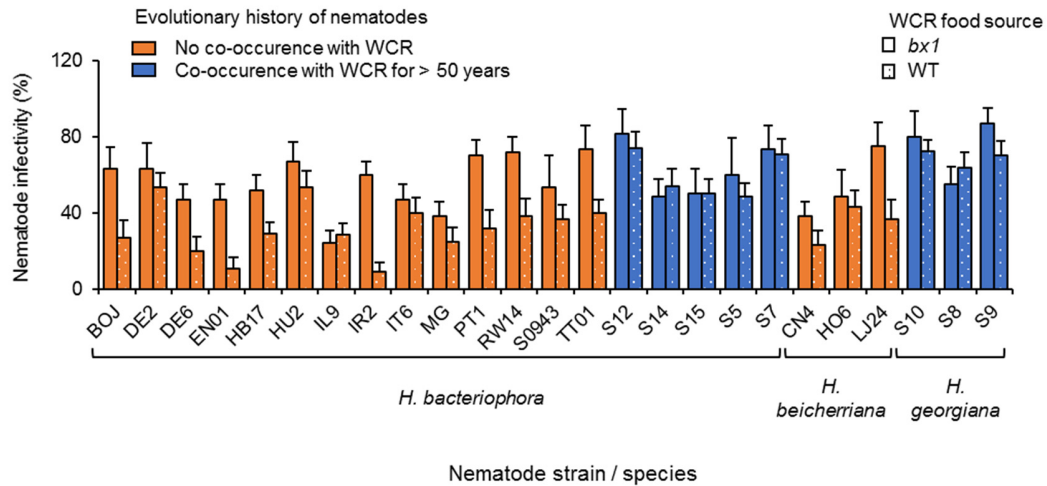 Evolutionary history of nematodes
No co-occurence with WCR
Co-occurence with WCR for > 50 years
WCR food source
bx1
WT
Nematode infectivity (%)
120
80
40
0
BOJ
DE2
DE6
EN01
HB17
HU2
IL9
IR2
IT6
MG
PT1
RW14
S0943
TT01
S12
S14
S15
S5
S7
CN4
HO6
LJ24
S10
S8
S9
H. bacteriophora
H.
beicherriana
H.
georgiana
Nematode strain / species